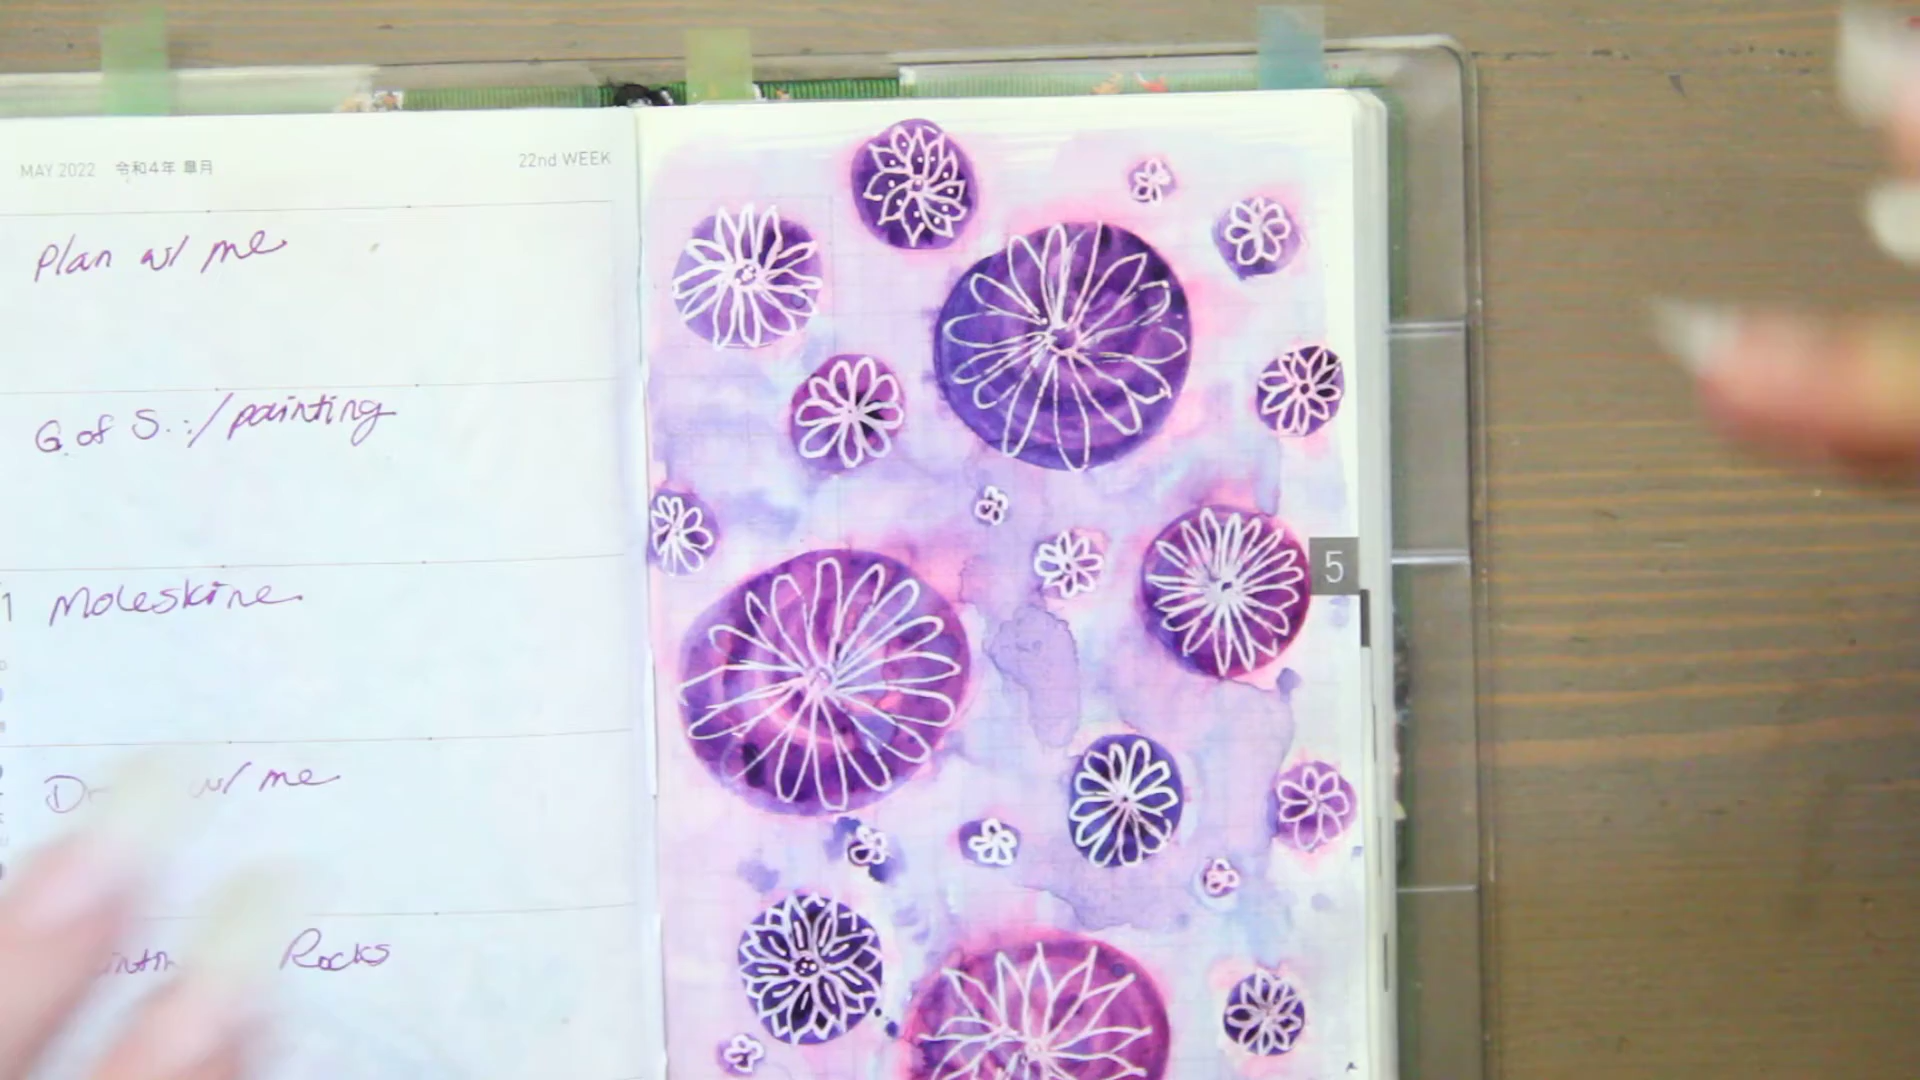 MAY 2022 令和4年 皐月
22nd WEEK
Plan w/ me
G. of S. :/ painting
1 Moleskine
w/ me
Rocks
5